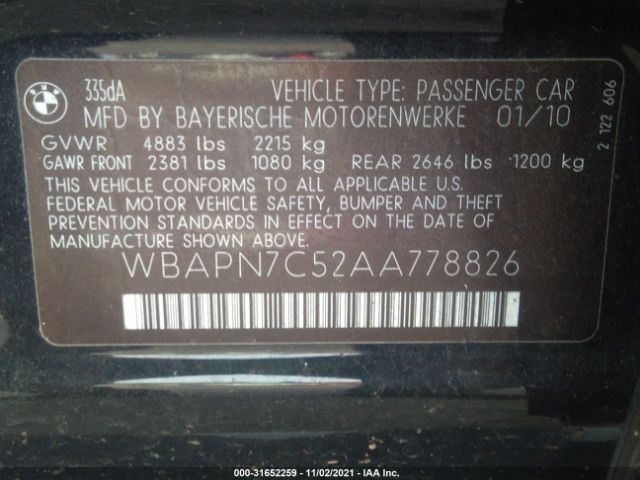 BMW
335dA VEHICLE TYPE: PASSENGER CAR
MFD BY BAYERISCHE MOTORENWERKE 01/10
GVWR 4883 lbs 2215 kg
GAWR FRONT 2381 lbs 1080 kg REAR 2646 lbs 1200 kg
THIS VEHICLE CONFORMS TO ALL APPLICABLE U.S.
FEDERAL MOTOR VEHICLE SAFETY, BUMPER AND THEFT
PREVENTION STANDARDS IN EFFECT ON THE DATE OF
MANUFACTURE SHOWN ABOVE
WBAPN7C52AA778826
2 122 606
000-31652259 - 11/02/2021 - IAA Inc.